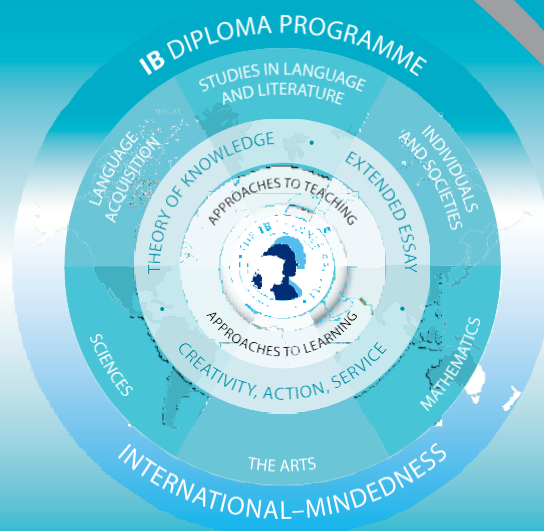 IB DIPLOMA PROGRAMME
STUDIES IN LANGUAGE
AND LITERATURE
LANGUAGE
ACQUISITION
INDIVIDUALS
AND SOCIETIES
THEORY OF KNOWLEDGE
EXTENDED ESSAY
APPROACHES TO TEACHING
APPROACHES TO LEARNING
CREATIVITY, ACTION, SERVICE
SCIENCES
MATHEMATICS
THE ARTS
INTERNATIONAL–MINDEDNESS